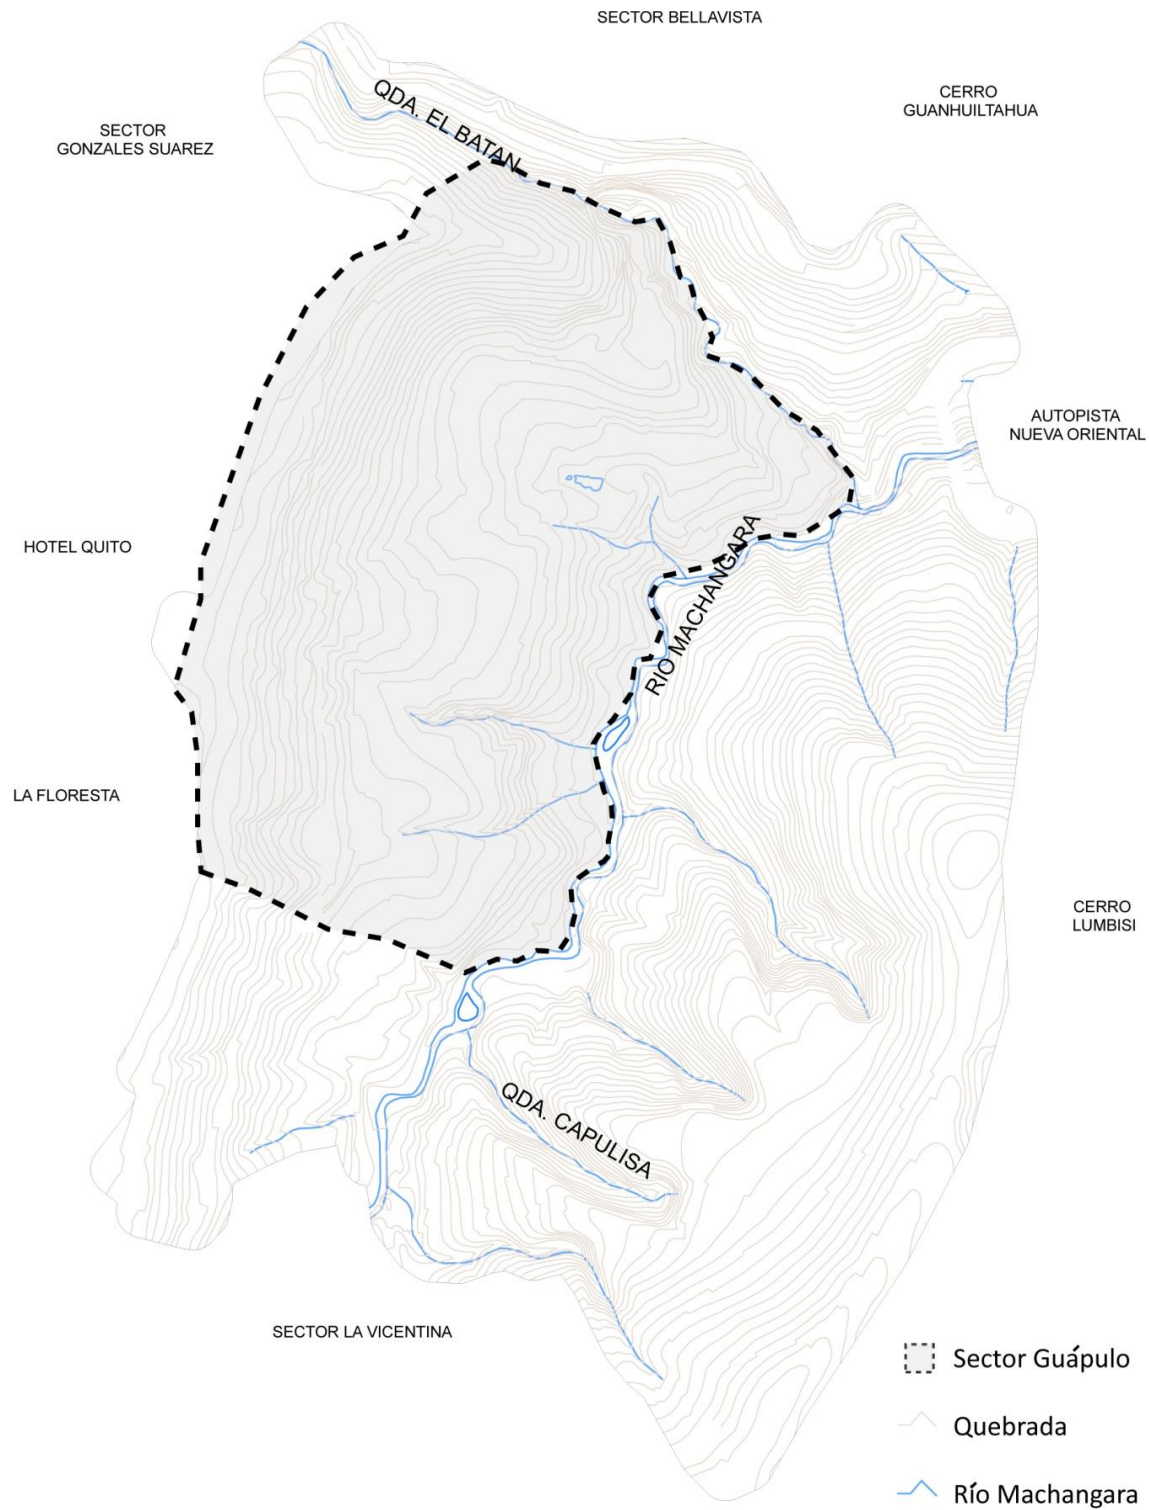 SECTOR BELLAVISTA
QDA. EL BATAN
CERRO
GUANHUILTAHUA
SECTOR
GONZALES SUAREZ
AUTOPISTA
NUEVA ORIENTAL
HOTEL QUITO
RIO MACHANGARA
LA FLORESTA
CERRO
LUMBISI
QDA. CAPULISA
SECTOR LA VICENTINA
Sector Guápulo
Quebrada
Río Machangara